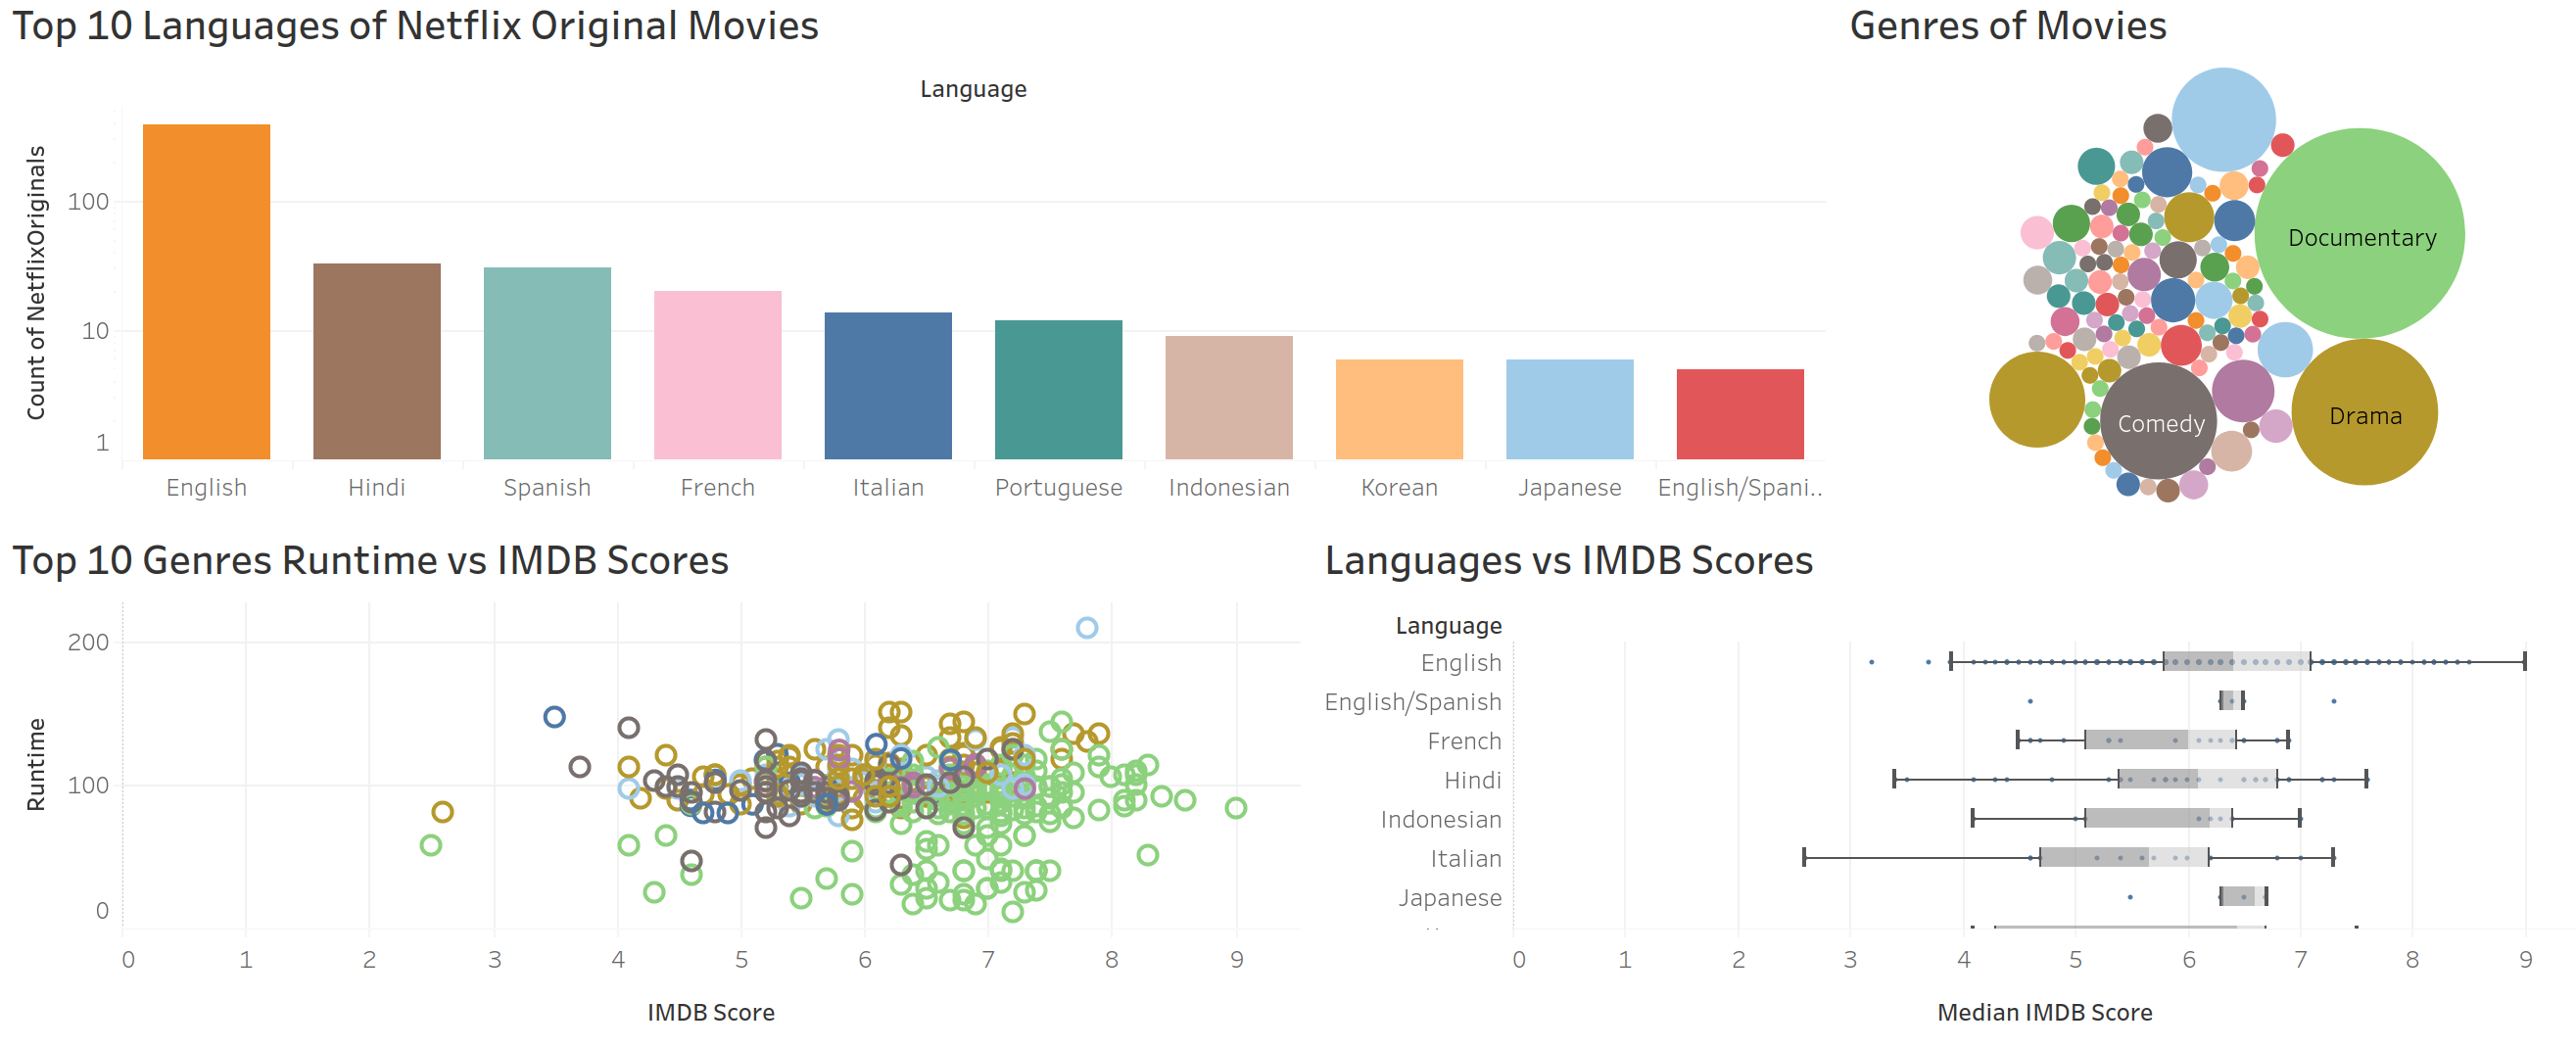 Top 10 Languages of Netflix Original Movies
Language
Count of NetflixOriginals
100
10
1
English Hindi Spanish French Italian Portuguese Indonesian Korean Japanese English/Spani..
Genres of Movies
Documentary
Drama
Comedy
Top 10 Genres Runtime vs IMDB Scores
Runtime
200
100
0
0 1 2 3 4 5 6 7 8 9
IMDB Score
Languages vs IMDB Scores
Language
English
English/Spanish
French
Hindi
Indonesian
Italian
Japanese
0 1 2 3 4 5 6 7 8 9
Median IMDB Score